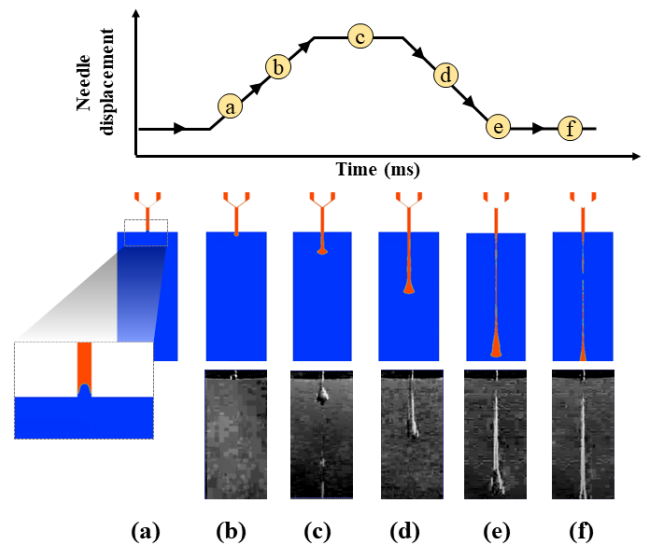 Needle
displacement
a
b
c
d
e
f
Time (ms)
(a) (b) (c) (d) (e) (f)